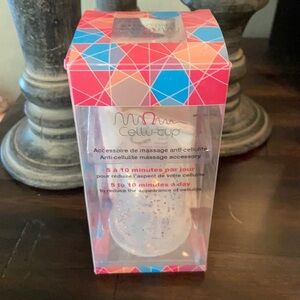 Cellu-cup
Accessoire de massage anti-cellulite
Anti-cellulite massage accessory
5 à 10 minutes par jour
pour réduire l'aspect de votre cellulite
5 to 10 minutes a day
to reduce the appearance of cellulite